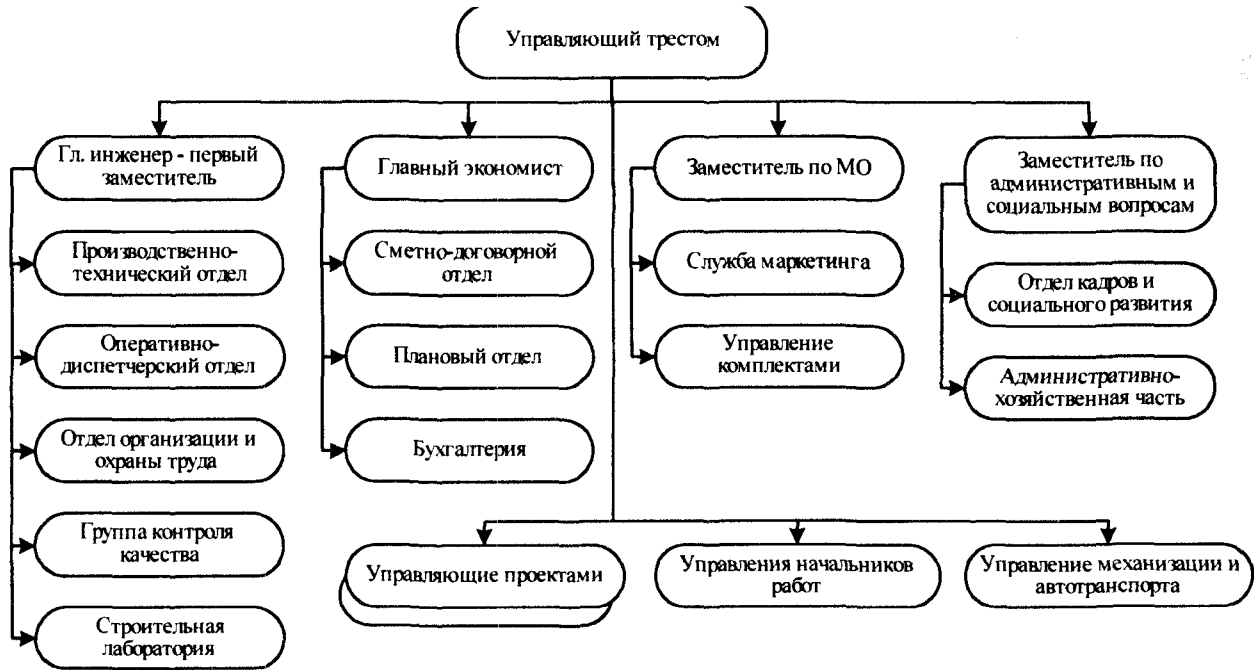 Управляющий трестом
Гл. инженер - первый
заместитель
Производственно-
технический отдел
Оперативно-
диспетчерский отдел
Отдел организации и
охраны труда
Группа контроля
качества
Строительная
лаборатория
Главный экономист
Сметно-договорной
отдел
Плановый отдел
Бухгалтерия
Заместитель по МО
Служба маркетинга
Управление
комплектами
Заместитель по
административным и
социальным вопросам
Отдел кадров и
социального развития
Административно-
хозяйственная часть
Управляющие проектами
Управления начальников
работ
Управление механизации и
автотранспорта